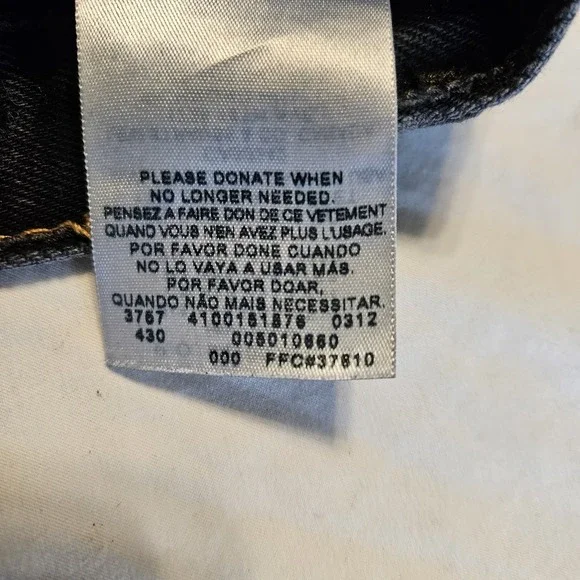 PLEASE DONATE WHEN
NO LONGER NEEDED.
PENSEZ A FAIRE DON DE CE VETEMENT
QUAND VOUS N'EN AVEZ PLUS L'USAGE.
POR FAVOR DONE CUANDO
NO LO VAYA A USAR MÁS.
POR FAVOR DOAR,
QUANDO NÃO MAIS NECESSITAR.
3767 4100151876 0312
430 005010660
000 FFC#37610